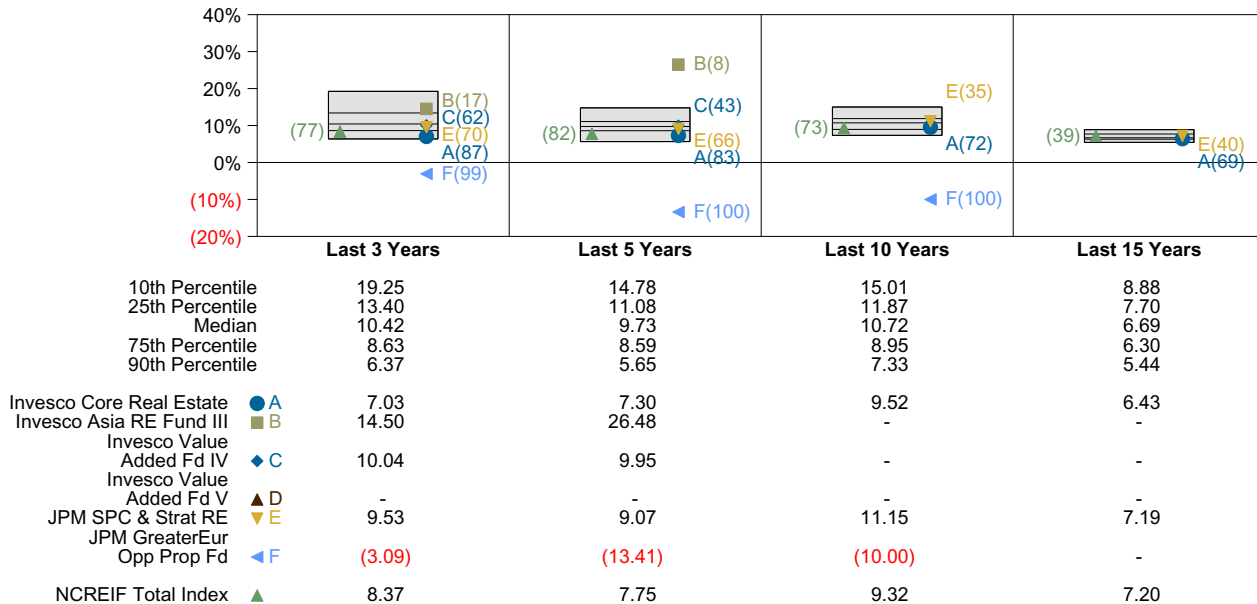 40%
30%
20%
10%
0%
(10%)
(20%)
Last 3 Years Last 5 Years Last 10 Years Last 15 Years
(77)
B(17)
C(62)
E(70)
A(87)
F(99)
(82)
B(8)
C(43)
E(66)
A(83)
F(100)
(73)
E(35)
A(72)
F(100)
(39)
E(40)
A(69)
10th Percentile 19.25 14.78 15.01 8.88
25th Percentile 13.40 11.08 11.87 7.70
Median 10.42 9.73 10.72 6.69
75th Percentile 8.63 8.59 8.95 6.30
90th Percentile 6.37 5.65 7.33 5.44
Invesco Core Real Estate A 7.03 7.30 9.52 6.43
Invesco Asia RE Fund III B 14.50 26.48 - -
Invesco Value
Added Fd IV C 10.04 9.95 - -
Invesco Value
Added Fd V D - - - -
JPM SPC & Strat RE E 9.53 9.07 11.15 7.19
JPM GreaterEur
Opp Prop Fd F (3.09) (13.41) (10.00) -
NCREIF Total Index 8.37 7.75 9.32 7.20